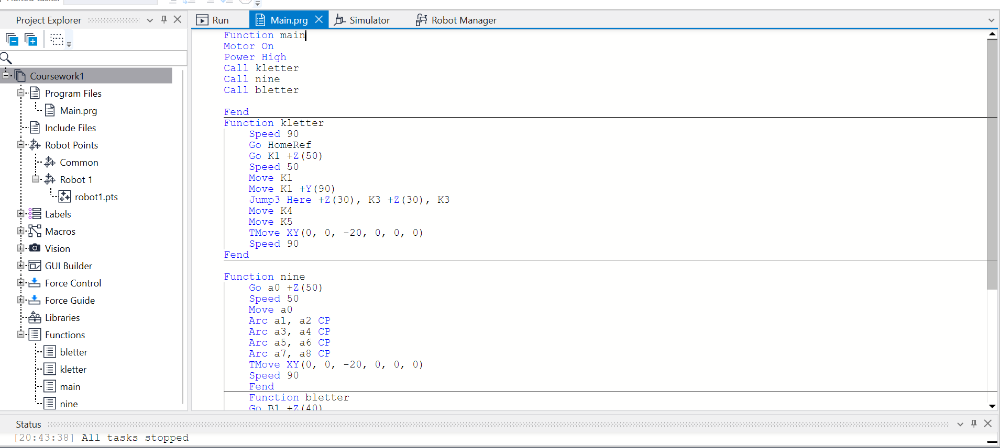 Halted tasks:
Project Explorer
Coursework1
Program Files
Main.prg
Include Files
Robot Points
Common
Robot 1
robot1.pts
Labels
Macros
Vision
GUI Builder
Force Control
Force Guide
Libraries
Functions
bletter
kletter
main
nine
Run
Main.prg
Simulator
Robot Manager
Function main
Motor On
Power High
Call kletter
Call nine
Call bletter
Fend
Function kletter
Speed 90
Go HomeRef
Go K1 +Z(50)
Speed 50
Move K1
Move K1 +Y(90)
Jump3 Here +Z(30), K3 +Z(30), K3
Move K4
Move K5
TMove XY(0, 0, -20, 0, 0, 0)
Speed 90
Fend
Function nine
Go a0 +Z(50)
Speed 50
Move a0
Arc a1, a2 CP
Arc a3, a4 CP
Arc a5, a6 CP
Arc a7, a8 CP
TMove XY(0, 0, -20, 0, 0, 0)
Speed 90
Fend
Function bletter
Go B1 +Z(40)
Status
[20:43:38] All tasks stopped